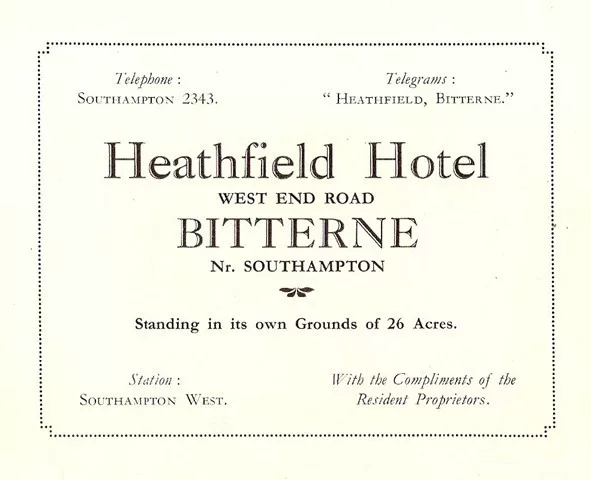 Telephone :
SOUTHAMPTON 2343.
Telegrams :
“ HEATHFIELD, BITTERNE.”
Heathfield Hotel
WEST END ROAD
BITTERNE
Nr. SOUTHAMPTON
Standing in its own Grounds of 26 Acres.
Station :
SOUTHAMPTON WEST.
With the Compliments of the
Resident Proprietors.